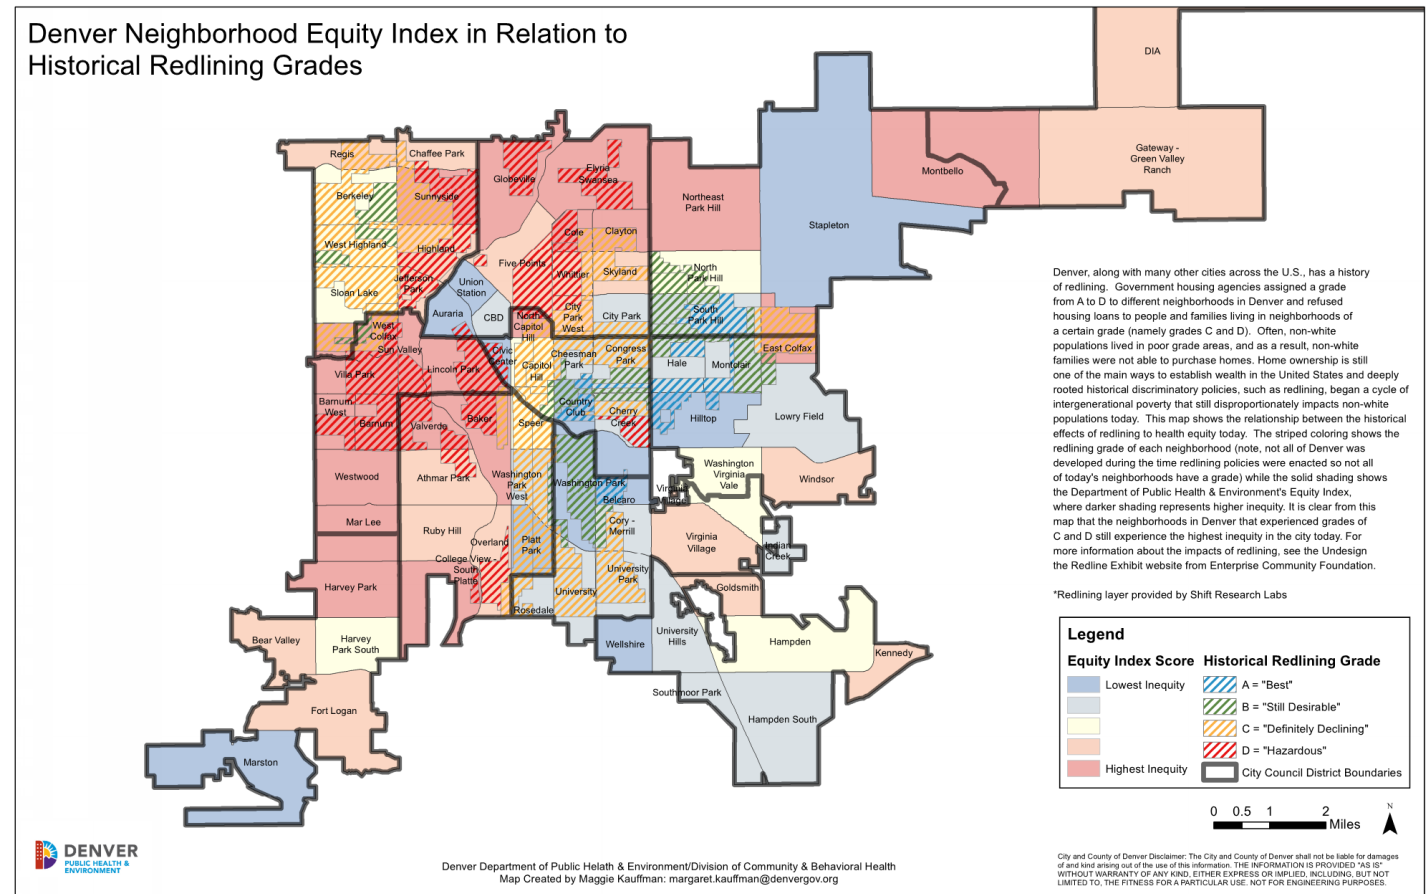 Denver Neighborhood Equity Index in Relation to
Historical Redlining Grades
DIA
Regis
Chaffee Park
Globeville
Elyria
Swansea
Gateway -
Green Valley
Ranch
Montbello
Berkeley
Sunnyside
Northeast
Park Hill
Stapleton
Cole
Clayton
West Highland
Highland
Five Points
Whittier
Skyland
North
Park Hill
Jefferson
Park
Union
Station
Sloan Lake
Auraria
CBD
North
Capitol
Hill
City
Park
West
City Park
South
Park Hill
West
Colfax
Sun Valley
Civic
Center
Cheesman
Park
Congress
Park
East Colfax
Villa Park
Lincoln Park
Capitol
Hill
Hale
Montclair
Barnum
West
Barnum
Valverde
Baker
Speer
Country
Club
Cherry
Creek
Hilltop
Lowry Field
Westwood
Athmar Park
Washington
Park
West
Washington Park
Belcaro
Virginia
Village
Washington
Virginia
Vale
Windsor
Mar Lee
Ruby Hill
Overland
Platt
Park
Cory -
Merrill
Virginia
Village
Indian
Creek
Harvey Park
College View -
South
Platte
Rosedale
University
University
Park
Goldsmith
Bear Valley
Harvey
Park South
Wellshire
University
Hills
Hampden
Kennedy
Fort Logan
Southmoor Park
Hampden South
Marston
Denver, along with many other cities across the U.S., has a history
of redlining.  Government housing agencies assigned a grade
from A to D to different neighborhoods in Denver and refused
housing loans to people and families living in neighborhoods of
a certain grade (namely grades C and D).  Often, non-white
populations lived in poor grade areas, and as a result, non-white
families were not able to purchase homes. Home ownership is still
one of the main ways to establish wealth in the United States and deeply
rooted historical discriminatory policies, such as redlining, began a cycle of
intergenerational poverty that still disproportionately impacts non-white
populations today.  This map shows the relationship between the historical
effects of redlining to health equity today.  The striped coloring shows the
redlining grade of each neighborhood (note, not all of Denver was
developed during the time redlining policies were enacted so not all
of today's neighborhoods have a grade) while the solid shading shows
the Department of Public Health & Environment's Equity Index,
where darker shading represents higher inequity. It is clear from this
map that the neighborhoods in Denver that experienced grades of
C and D still experience the highest inequity in the city today. For
more information about the impacts of redlining, see the Undesign
the Redline Exhibit website from Enterprise Community Foundation.
*Redlining layer provided by Shift Research Labs
Legend
Equity Index Score
Lowest Inequity
Highest Inequity
Historical Redlining Grade
A = "Best"
B = "Still Desirable"
C = "Definitely Declining"
D = "Hazardous"
City Council District Boundaries
0 0.5 1 2
Miles
N
DENVER
PUBLIC HEALTH &
ENVIRONMENT
Denver Department of Public Helath & Environment/Division of Community & Behavioral Health
Map Created by Maggie Kauffman: margaret.kauffman@denvergov.org
City and County of Denver Disclaimer: The City and County of Denver shall not be liable for damages
of and kind arising out of the use of this information. THE INFORMATION IS PROVIDED "AS IS"
WITHOUT WARRANTY OF ANY KIND, EITHER EXPRESS OR IMPLIED, INCLUDING, BUT NOT
LIMITED TO, THE FITNESS FOR A PARTICULAR USE. NOT FOR ENGINEERING PURPOSES.